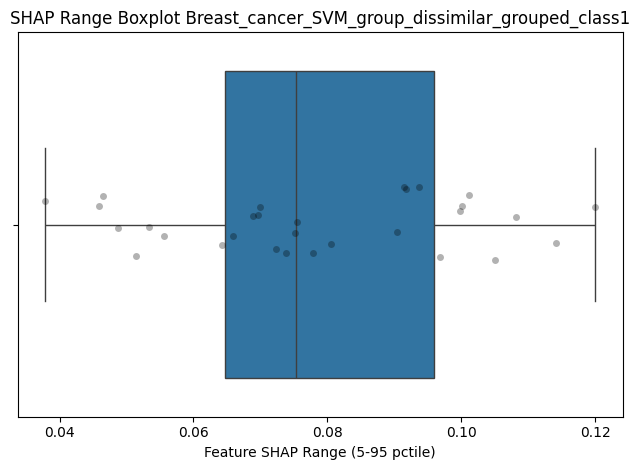 SHAP Range Boxplot Breast_cancer_SVM_group_dissimilar_grouped_class1
0.04 0.06 0.08 0.10 0.12
Feature SHAP Range (5-95 pctile)